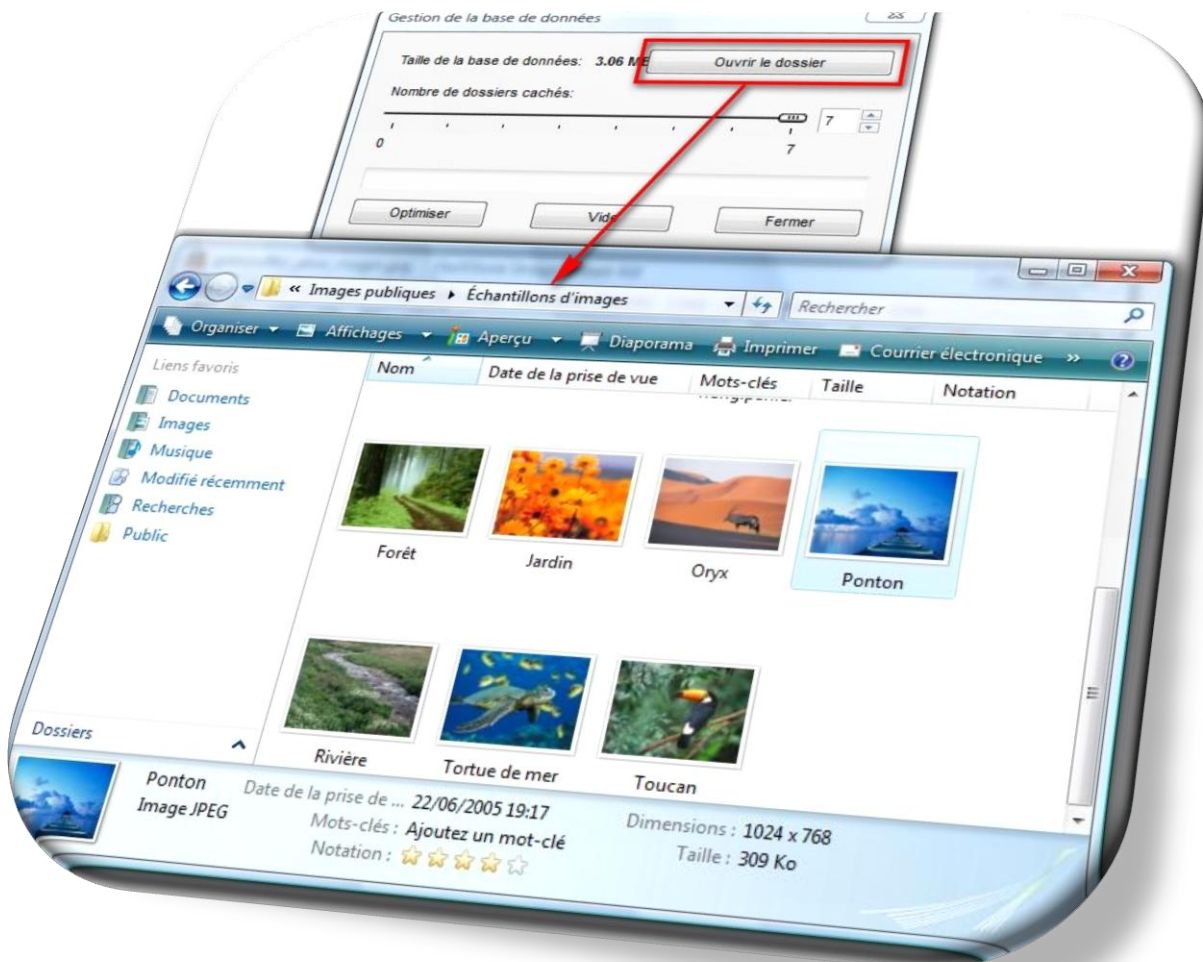 Gestion de la base de données
Taille de la base de données: 3.06 MB
Ouvrir le dossier
Nombre de dossiers cachés:
7
0
7
Optimiser
Fermer
« Images publiques ▸ Échantillons d'images
Rechercher
Organiser
Affichages
Aperçu
Diaporama
Imprimer
Courrier électronique
»
Liens favoris
Documents
Images
Musique
Modifié récemment
Recherches
Public
Dossiers
Nom
Date de la prise de vue
Mots-clés
Taille
Notation
Forêt
Jardin
Oryx
Ponton
Rivière
Tortue de mer
Toucan
Ponton
Image JPEG
Date de la prise de ... 22/06/2005 19:17
Mots-clés : Ajoutez un mot-clé
Notation :
Dimensions : 1024 x 768
Taille : 309 Ko